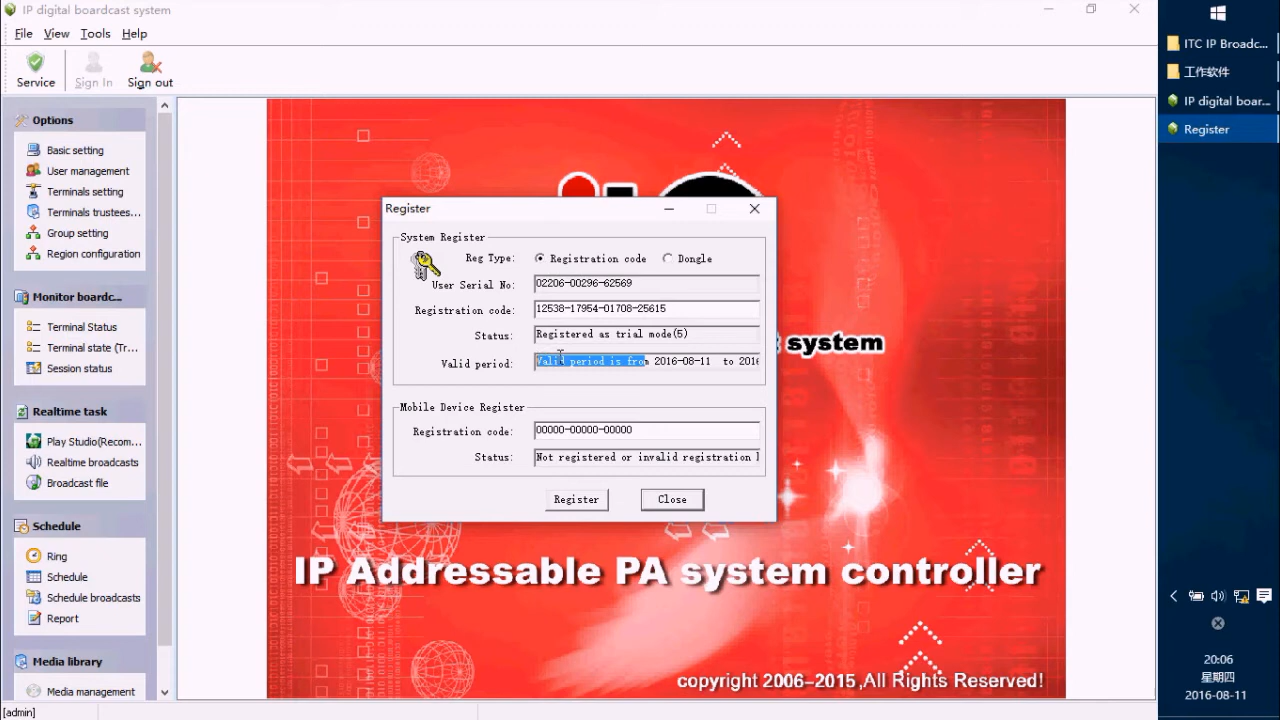 IP digital boardcast system
File View Tools Help
Service Sign In Sign out
Options
Basic setting
User management
Terminals setting
Terminals trustees...
Group setting
Region configuration
Monitor boardc...
Terminal Status
Terminal state (Tr...
Session status
Realtime task
Play Studio(Recom...
Realtime broadcasts
Broadcast file
Schedule
Ring
Schedule
Schedule broadcasts
Report
Media library
Media management
[admin]
Register
System Register
Reg Type: Registration code Dongle
User Serial No: 02206-00296-62569
Registration code: 12538-17954-01708-25615
Status: Registered as trial mode(5)
Valid period: Valid period is from 2016-08-11 to 2016
Mobile Device Register
Registration code: 00000-00000-00000
Status: Not registered or invalid registration
Register Close
system
IP Addressable PA system controller
copyright 2006-2015,All Rights Reserved!
ITC IP Broadc...
工作软件
IP digital boar...
Register
20:06
星期四
2016-08-11